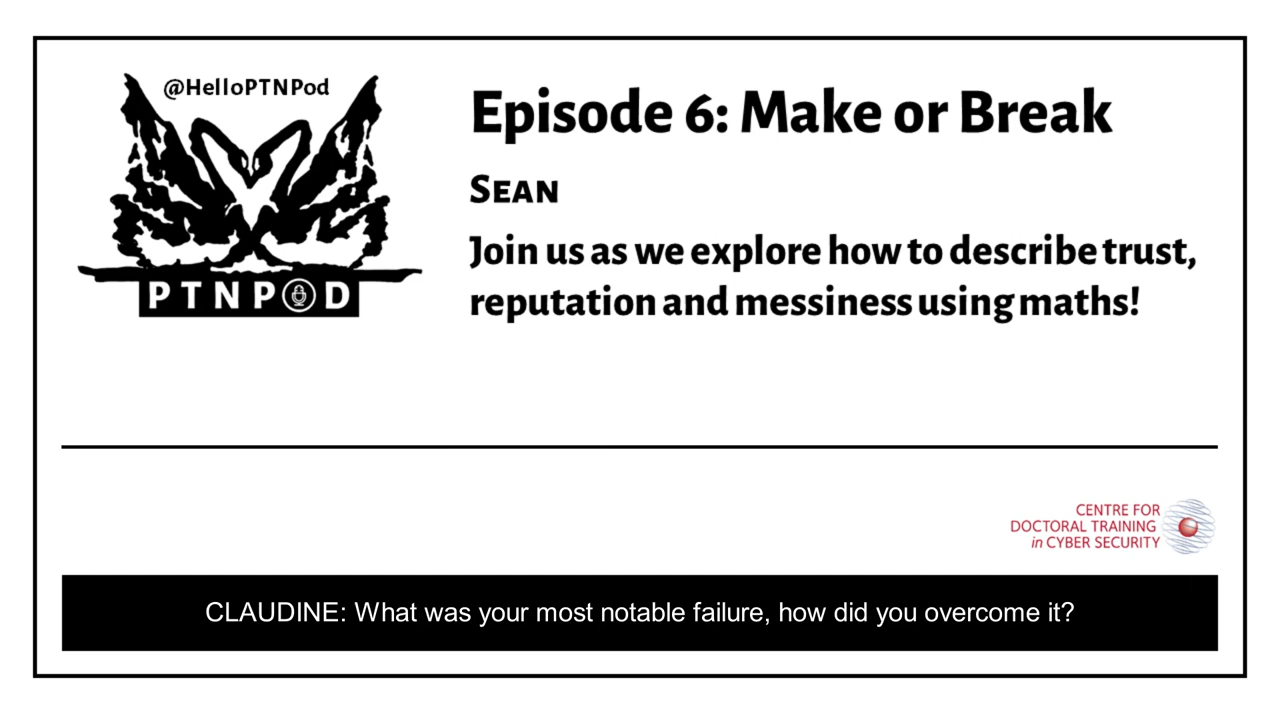 @HelloPTNPod
PTNPOD
Episode 6: Make or Break
SEAN
Join us as we explore how to describe trust,
reputation and messiness using maths!
CENTRE FOR
DOCTORAL TRAINING
in CYBER SECURITY
CLAUDINE: What was your most notable failure, how did you overcome it?